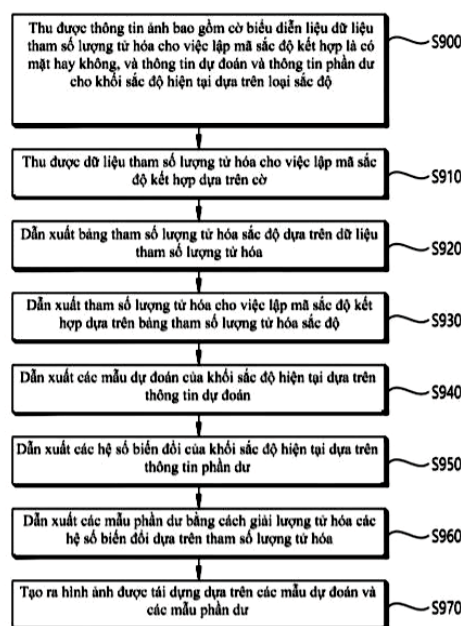 Thu được thông tin ảnh bao gồm cờ biểu diễn liệu dữ liệu
tham số lượng tử hóa cho việc lập mã sắc độ kết hợp là có
mặt hay không, và thông tin dự đoán và thông tin phần dư
cho khối sắc độ hiện tại dựa trên loại sắc độ
S900
Thu được dữ liệu tham số lượng tử hóa cho việc lập mã sắc
độ kết hợp dựa trên cờ
S910
Dẫn xuất bảng tham số lượng tử hóa sắc độ dựa trên dữ liệu
tham số lượng tử hóa
S920
Dẫn xuất tham số lượng tử hóa cho việc lập mã sắc độ kết
hợp dựa trên bảng tham số lượng tử hóa sắc độ
S930
Dẫn xuất các mẫu dự đoán của khối sắc độ hiện tại dựa trên
thông tin dự đoán
S940
Dẫn xuất các hệ số biến đổi của khối sắc độ hiện tại dựa trên
thông tin phần dư
S950
Dẫn xuất các mẫu phần dư bằng cách giải lượng tử hóa các
hệ số biến đổi dựa trên tham số lượng tử hóa
S960
Tạo ra hình ảnh được tái dựng dựa trên các mẫu dự đoán và
các mẫu phần dư
S970